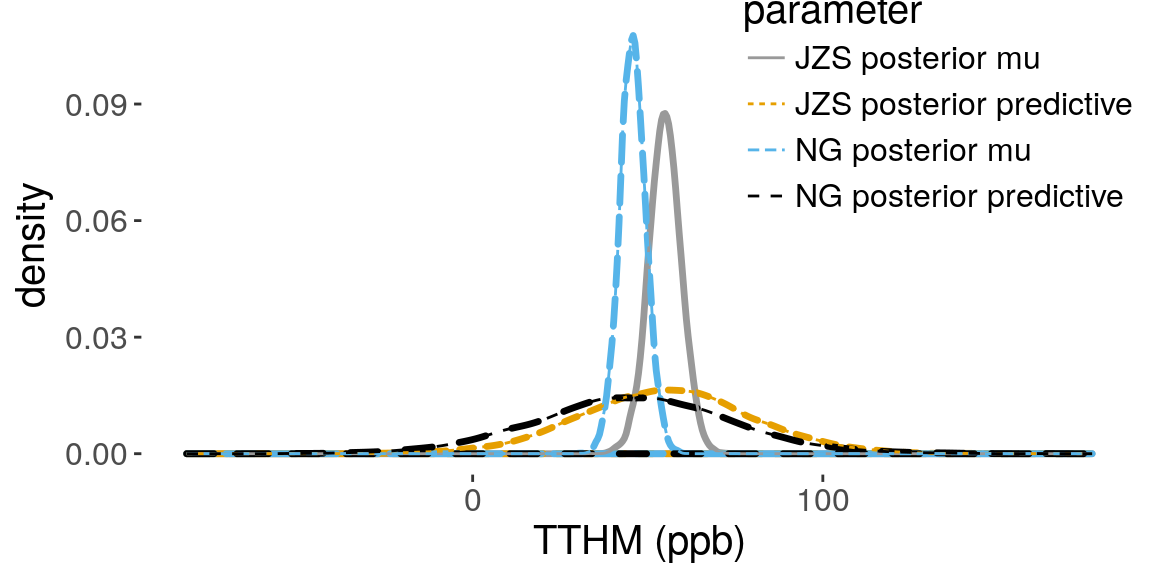 parameter
JZS posterior mu
JZS posterior predictive
NG posterior mu
NG posterior predictive
density
0.09
0.06
0.03
0.00
0
100
TTHM (ppb)